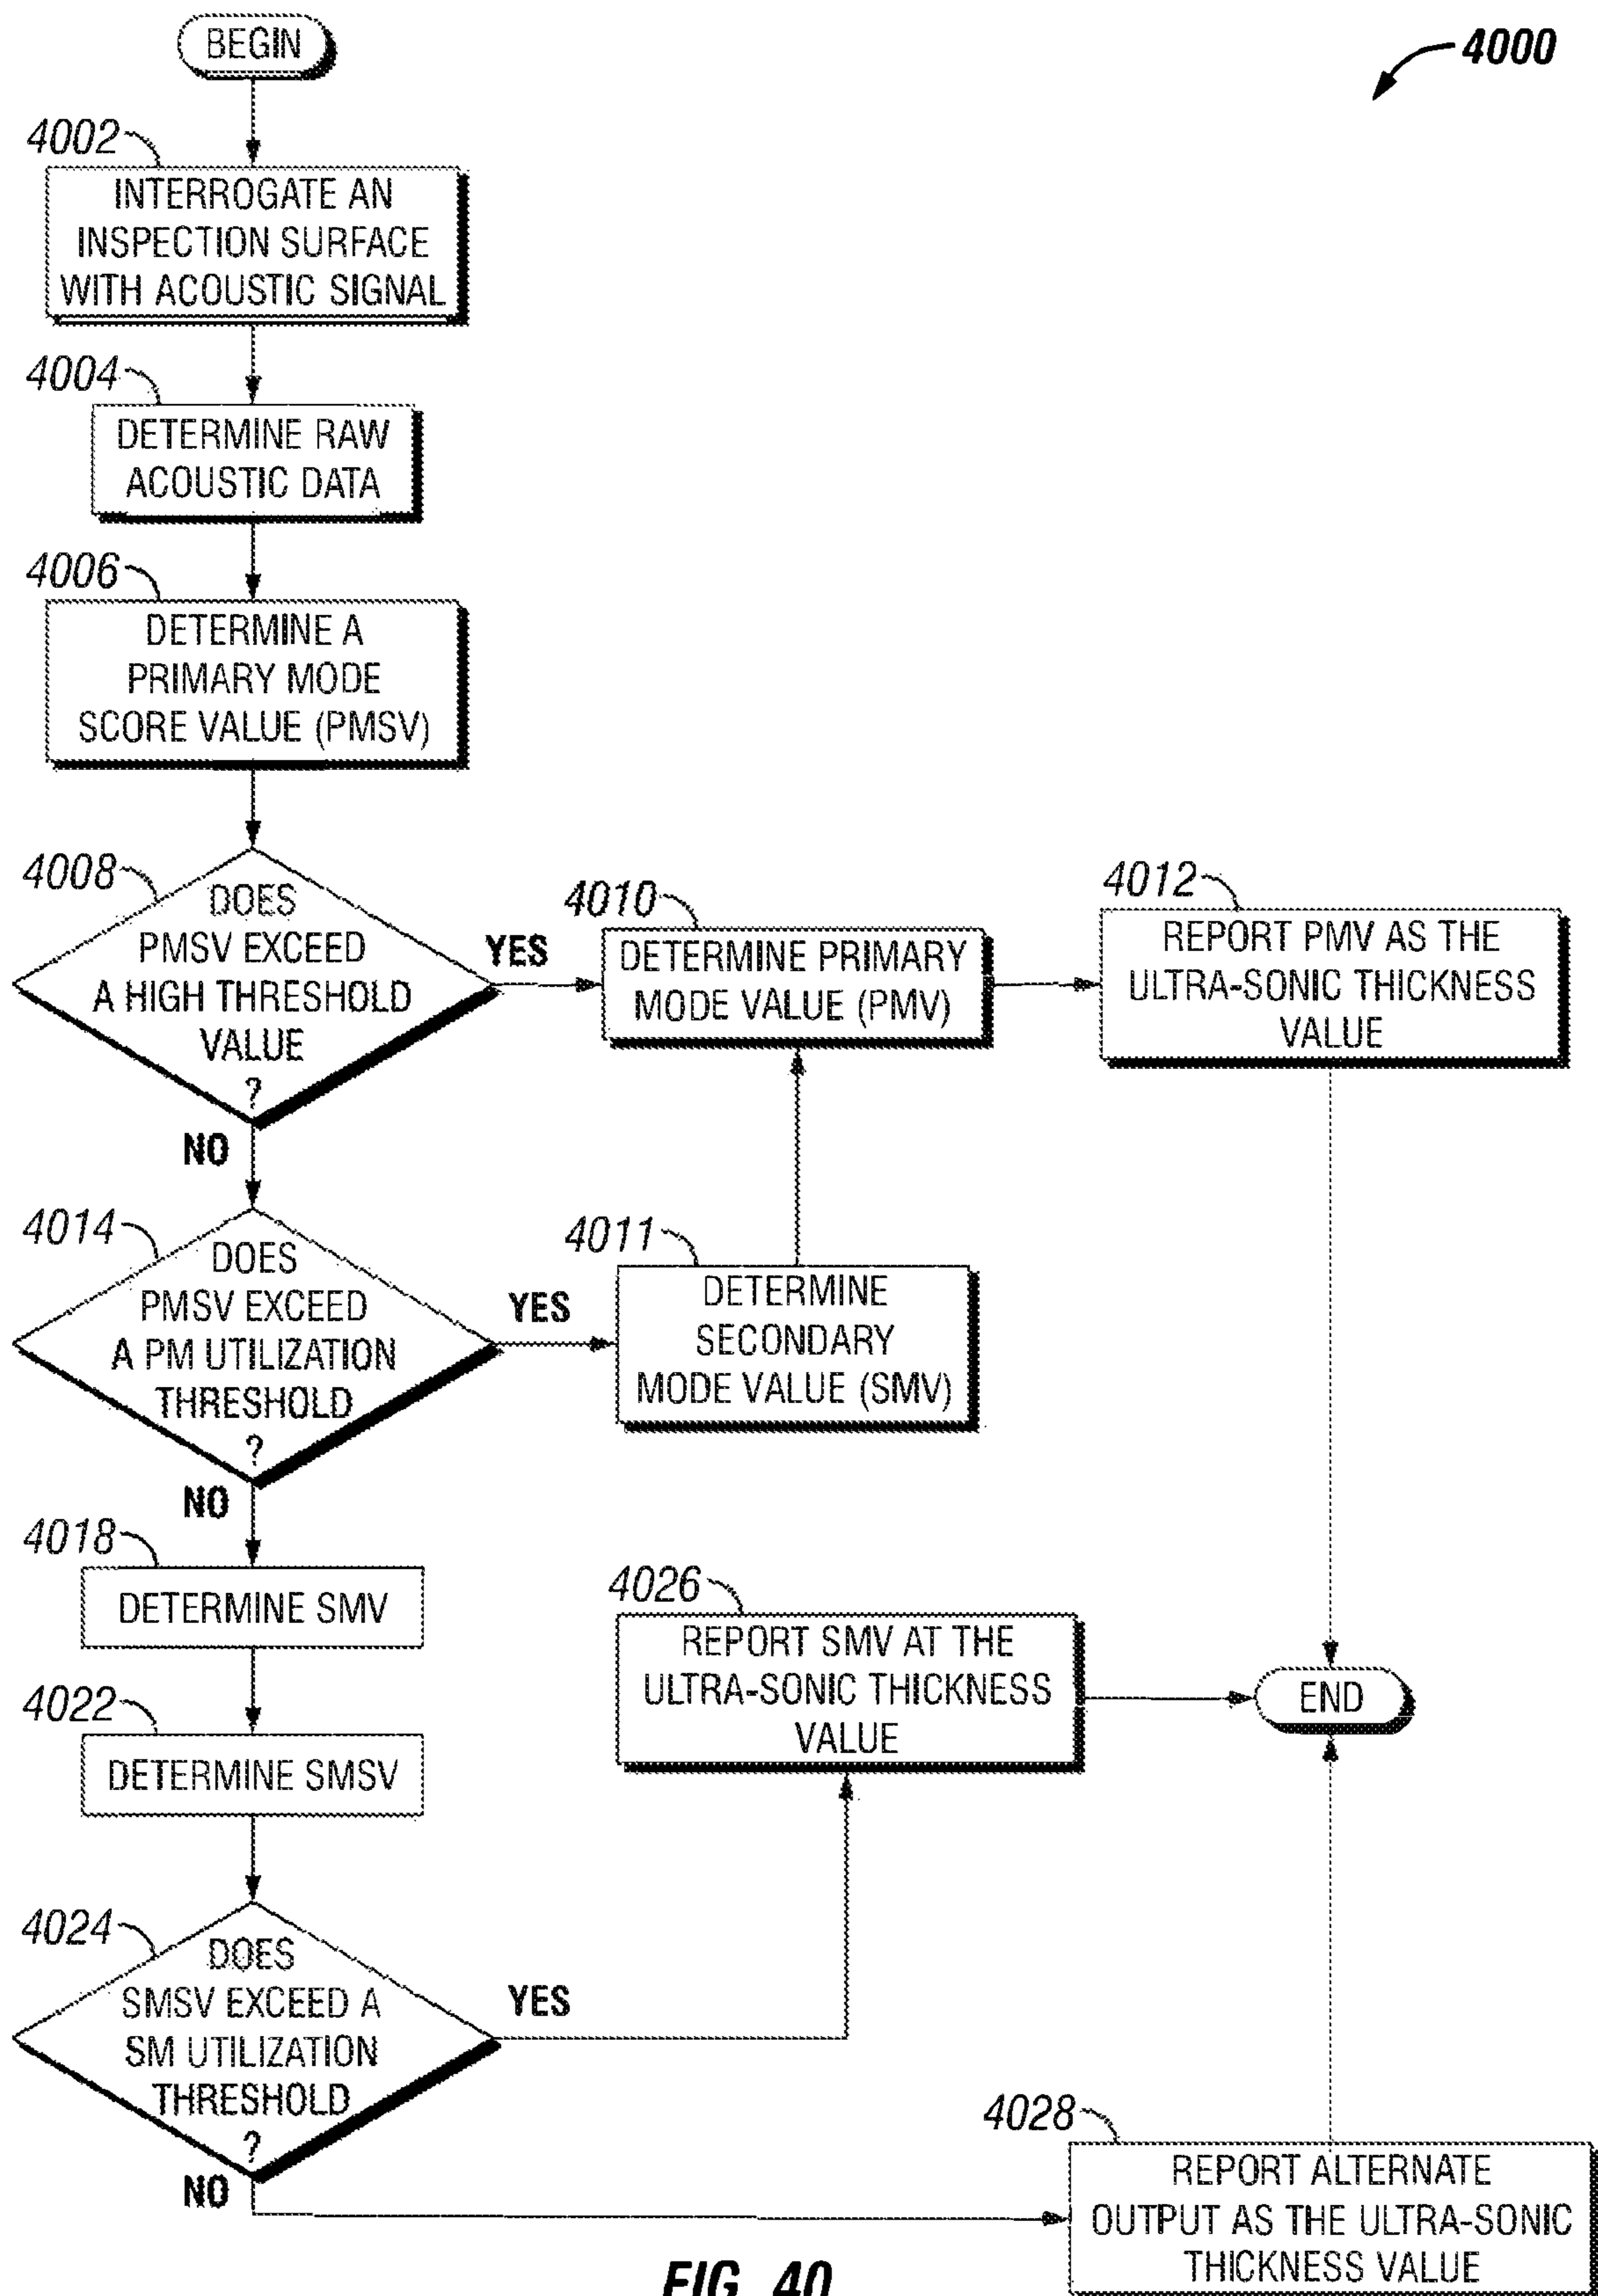 BEGIN
4000
4002
INTERROGATE AN
INSPECTION SURFACE
WITH ACOUSTIC SIGNAL
4004
DETERMINE RAW
ACOUSTIC DATA
4006
DETERMINE A
PRIMARY MODE
SCORE VALUE (PMSV)
4008
DOES
PMSV EXCEED
A HIGH THRESHOLD
VALUE
?
YES
NO
4010
DETERMINE PRIMARY
MODE VALUE (PMV)
4012
REPORT PMV AS THE
ULTRA-SONIC THICKNESS
VALUE
4014
DOES
PMSV EXCEED
A PM UTILIZATION
THRESHOLD
?
YES
NO
4011
DETERMINE
SECONDARY
MODE VALUE (SMV)
4018
DETERMINE SMV
4026
REPORT SMV AT THE
ULTRA-SONIC THICKNESS
VALUE
END
4022
DETERMINE SMSV
4024
DOES
SMSV EXCEED A
SM UTILIZATION
THRESHOLD
?
YES
NO
4028
REPORT ALTERNATE
OUTPUT AS THE ULTRA-SONIC
THICKNESS VALUE
FIG. 40